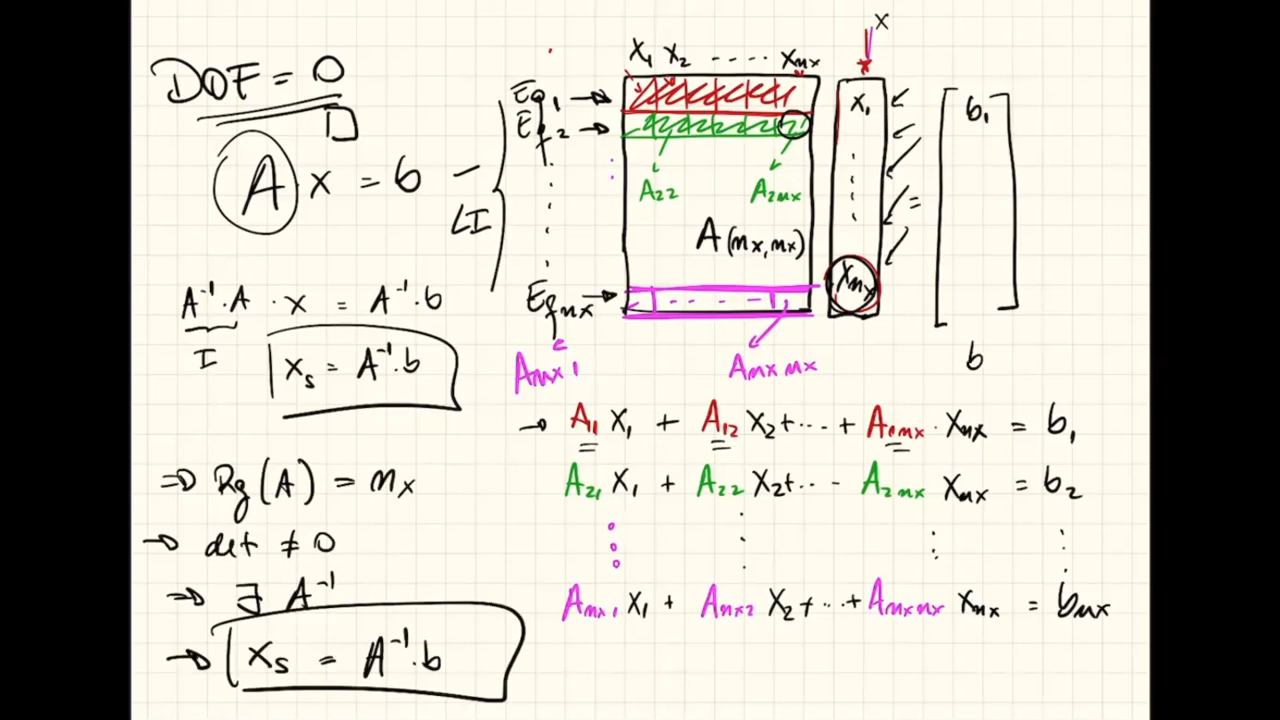 DOF = 0
A x = b
LI
A⁻¹·A · x = A⁻¹·b
I
xₛ = A⁻¹·b
⇒ Rg(A) = nₓ
→ det ≠ 0
⇒ ∃ A⁻¹
→ xₛ = A⁻¹·b
x
x₁ x₂ ···· xₙₓ
Eq₁ →
Eq₂ →
Eqₙₓ →
A₂₂ A₂ₙₓ
A(nx,nx)
x₁
xₙₓ
=
b₁
b
Aₙₓ₁ Aₙₓₙₓ
→ A₁₁ x₁ + A₁₂ x₂ + ··· + A₁ₙₓ · xₙₓ = b₁
A₂₁ x₁ + A₂₂ x₂ + ··· - A₂ₙₓ xₙₓ = b₂
Aₙₓ₁ x₁ + Aₙₓ₂ x₂ + ··· + Aₙₓₙₓ xₙₓ = bₙₓ